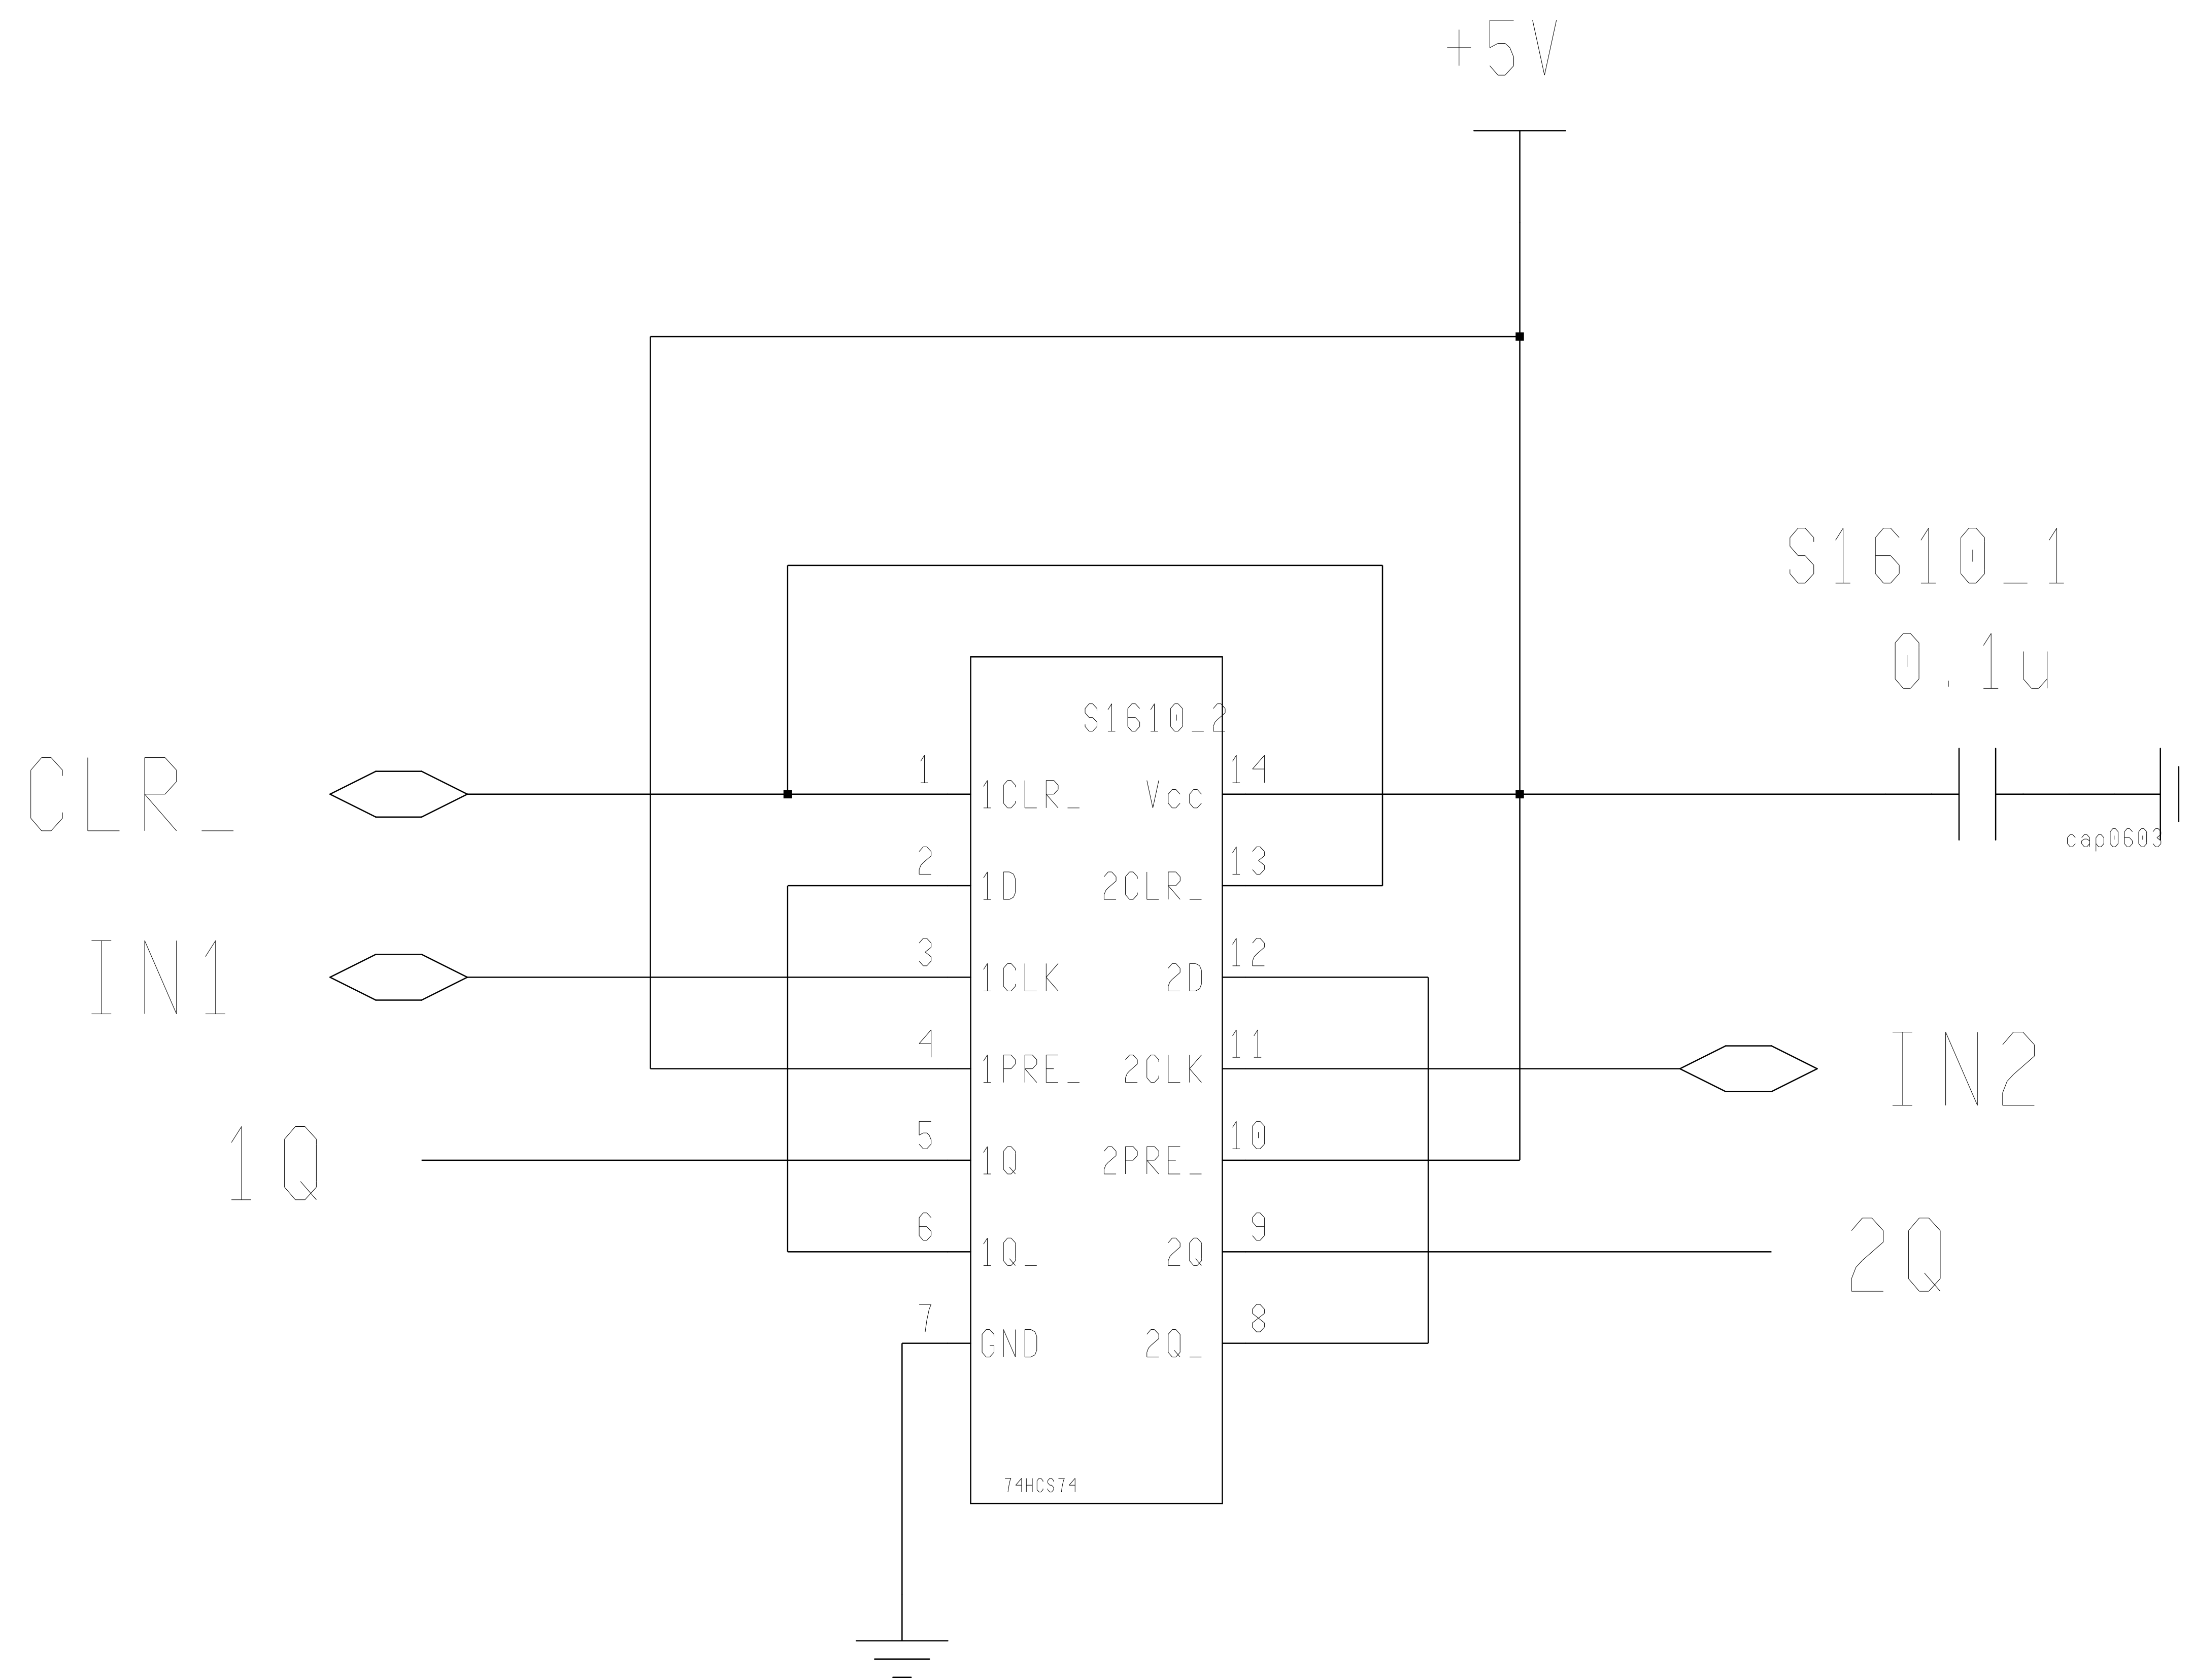 +5V
S1610_1
0.1u
S1610_2
CLR_
1
1CLR_
Vcc
14
cap0603
2
1D
2CLR_
13
IN1
3
1CLK
2D
12
4
1PRE_
2CLK
11
IN2
1Q
5
1Q
2PRE_
10
6
1Q_
2Q
9
2Q
7
GND
2Q_
8
74HCS74